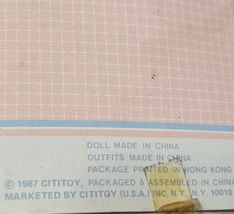 DOLL MADE IN CHINA
OUTFITS MADE IN CHINA
PACKAGE PRINTED IN HONG KONG
© 1987 CITITOY, PACKAGED & ASSEMBLED IN CHINA
MARKETED BY CITITOY (U.S.A.) INC, N.Y. N.Y. 10010